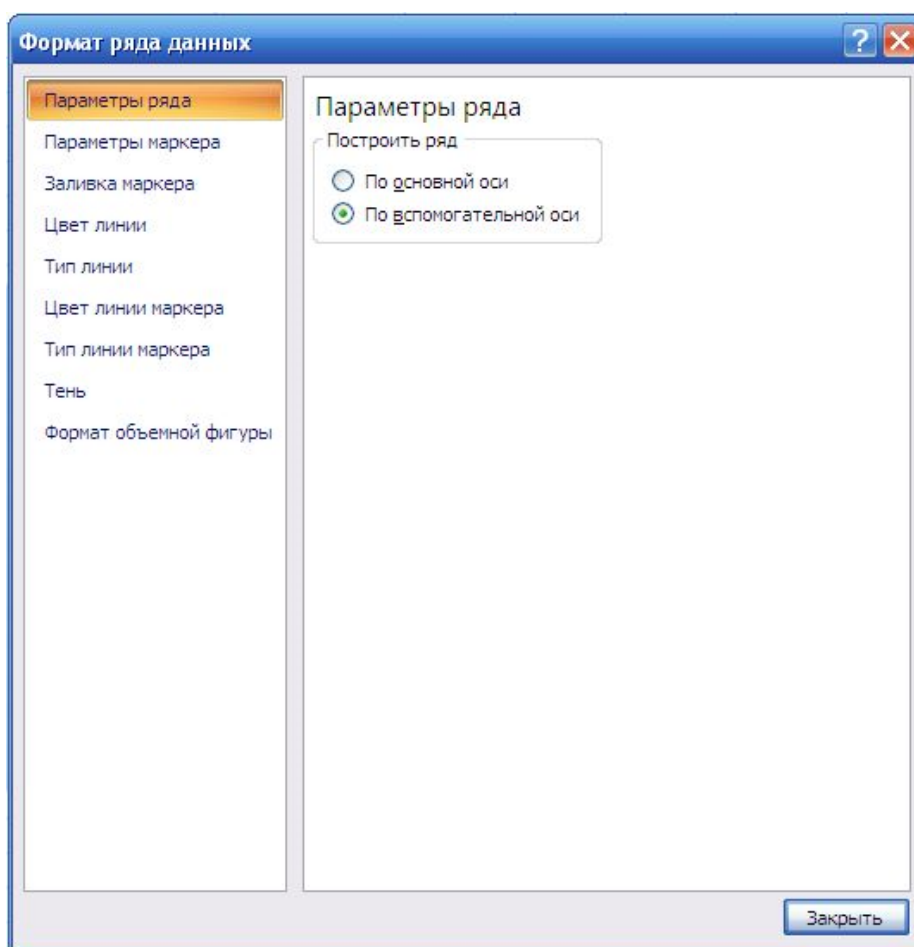 Формат ряда данных
?
Параметры ряда
Параметры маркера
Заливка маркера
Цвет линии
Тип линии
Цвет линии маркера
Тип линии маркера
Тень
Формат объемной фигуры
Параметры ряда
Построить ряд
По основной оси
По вспомогательной оси
Закрыть